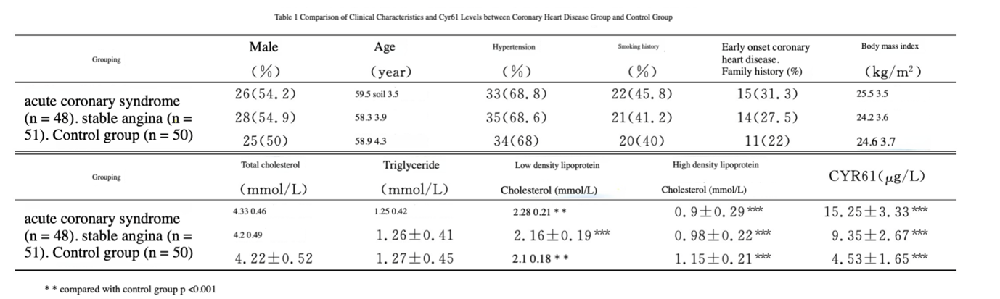 Table 1 Comparison of Clinical Characteristics and Cyr61 Levels between Coronary Heart Disease Group and Control Group
Grouping Male (%) Age (year) Hypertension (%) Smoking history (%) Early onset coronary heart disease. Family history (%) Body mass index (kg/m²)
acute coronary syndrome 26(54.2) 59.5 soil 3.5 33(68.8) 22(45.8) 15(31.3) 25.5 3.5
(n = 48). stable angina (n = 28(54.9) 58.3 3.9 35(68.6) 21(41.2) 14(27.5) 24.2 3.6
51). Control group (n = 50) 25(50) 58.9 4.3 34(68) 20(40) 11(22) 24.6 3.7
Grouping Total cholesterol (mmol/L) Triglyceride (mmol/L) Low density lipoprotein Cholesterol (mmol/L) High density lipoprotein Cholesterol (mmol/L) CYR61(μg/L)
acute coronary syndrome 4.33 0.46 1.25 0.42 2.28 0.21 * * 0.9±0.29*** 15.25±3.33***
(n = 48). stable angina (n = 4.2 0.49 1.26±0.41 2.16±0.19*** 0.98±0.22*** 9.35±2.67***
51). Control group (n = 50) 4.22±0.52 1.27±0.45 2.1 0.18 * * 1.15±0.21*** 4.53±1.65***
* * compared with control group p <0.001